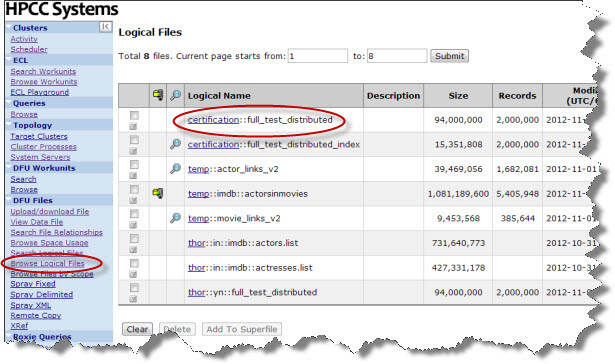 HPCC Systems
Clusters
Activity
Scheduler
ECL
Search Workunits
Browse Workunits
ECL Playground
Queries
Browse
Topology
Target Clusters
Cluster Processes
System Servers
DFU Workunits
Search
Browse
DFU Files
Upload/download File
View Data File
Search File Relationships
Browse Space Usage
Search Logical Files
Browse Logical Files
Browse Files by Scope
Spray Fixed
Spray Delimited
Spray XML
Remote Copy
XRef
Roxie Queries
Logical Files
Total 8 files. Current page starts from: 1 to: 8 Submit
Logical Name Description Size Records Modi
(UTC/
certification::full_test_distributed 94,000,000 2,000,000 2012-11-
certification::full_test_distributed_index 15,351,808 2,000,000 2012-11-
temp::actor_links_v2 39,469,056 1,682,081 2012-11-01
temp::imdb::actorsinmovies 1,081,189,600 5,405,948 2012-11-
temp::movie_links_v2 9,453,568 385,644 2012-11-
thor::in::imdb::actors.list 731,640,773 2012-10-
thor::in::imdb::actresses.list 427,331,178 2012-10-3
thor::yn::full_test_distributed 94,000,000 2,000,000 2012-10-
Clear Delete Add To Superfile